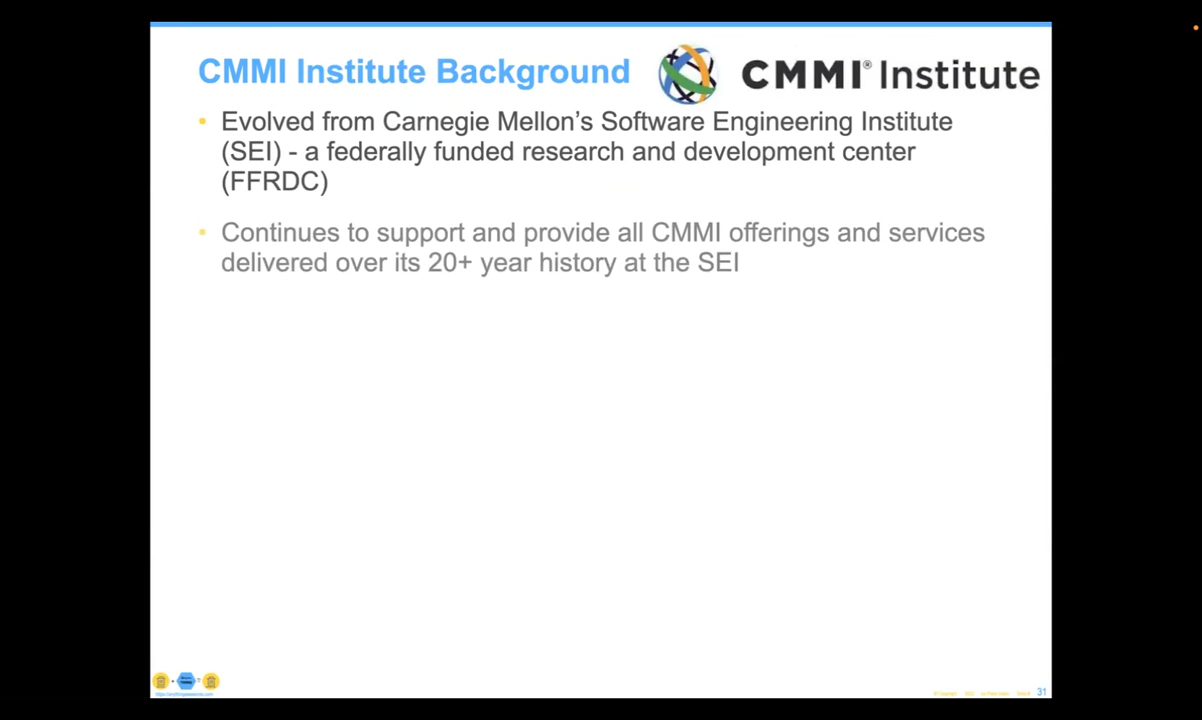 CMMI Institute Background
CMMI® Institute
• Evolved from Carnegie Mellon’s Software Engineering Institute
(SEI) - a federally funded research and development center
(FFRDC)
• Continues to support and provide all CMMI offerings and services
delivered over its 20+ year history at the SEI
31